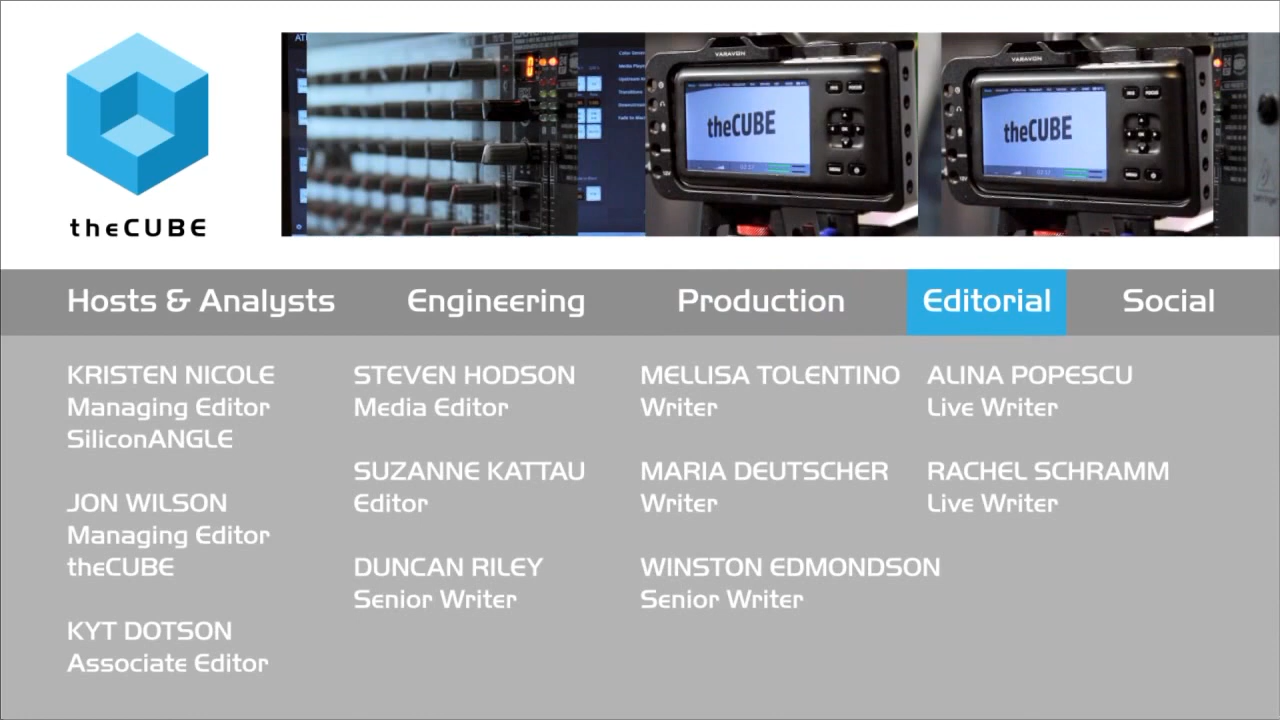 theCUBE
VARAVON
theCUBE
VARAVON
theCUBE
Hosts & Analysts
Engineering
Production
Editorial
Social
KRISTEN NICOLE
Managing Editor
SiliconANGLE
JON WILSON
Managing Editor
theCUBE
KYT DOTSON
Associate Editor
STEVEN HODSON
Media Editor
SUZANNE KATTAU
Editor
DUNCAN RILEY
Senior Writer
MELLISA TOLENTINO
Writer
MARIA DEUTSCHER
Writer
WINSTON EDMONDSON
Senior Writer
ALINA POPESCU
Live Writer
RACHEL SCHRAMM
Live Writer